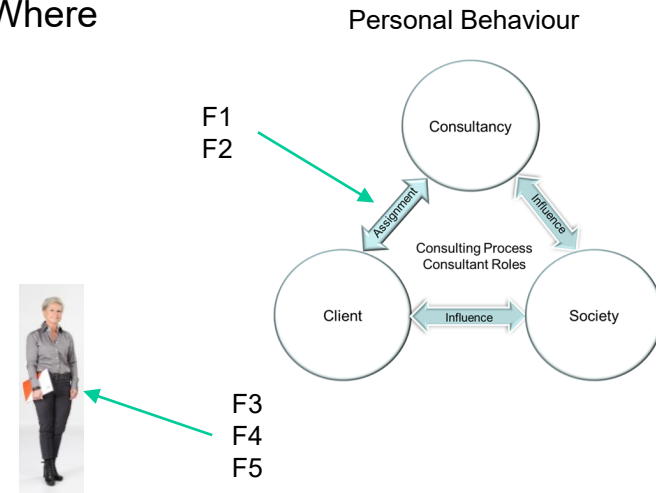 Where
Personal Behaviour
F1
F2
Consultancy
Assignment
Influence
Consulting Process
Consultant Roles
Client
Influence
Society
F3
F4
F5